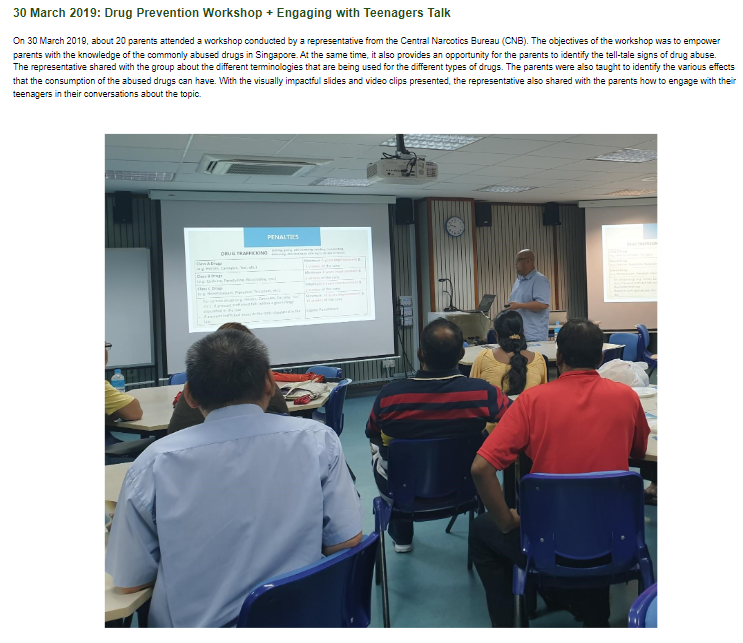 30 March 2019: Drug Prevention Workshop + Engaging with Teenagers Talk
On 30 March 2019, about 20 parents attended a workshop conducted by a representative from the Central Narcotics Bureau (CNB). The objectives of the workshop was to empower
parents with the knowledge of the commonly abused drugs in Singapore. At the same time, it also provides an opportunity for the parents to identify the tell-tale signs of drug abuse.
The representative shared with the group about the different terminologies that are being used for the different types of drugs. The parents were also taught to identify the various effects
that the consumption of the abused drugs can have. With the visually impactful slides and video clips presented, the representative also shared with the parents how to engage with their
teenagers in their conversations about the topic.
PENALTIES
DRUG TRAFFICKING
Class A Drugs
Class B Drugs
Class C Drugs